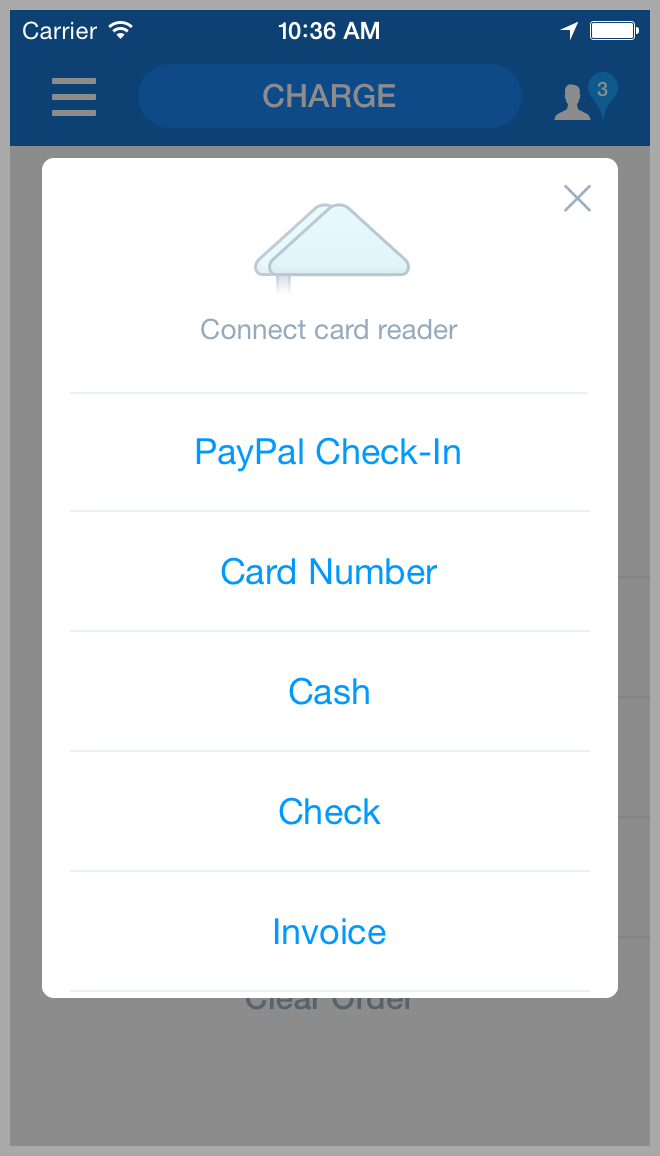 Carrier 10:36 AM
CHARGE 3
Connect card reader
PayPal Check-In
Card Number
Cash
Check
Invoice
Clear Order